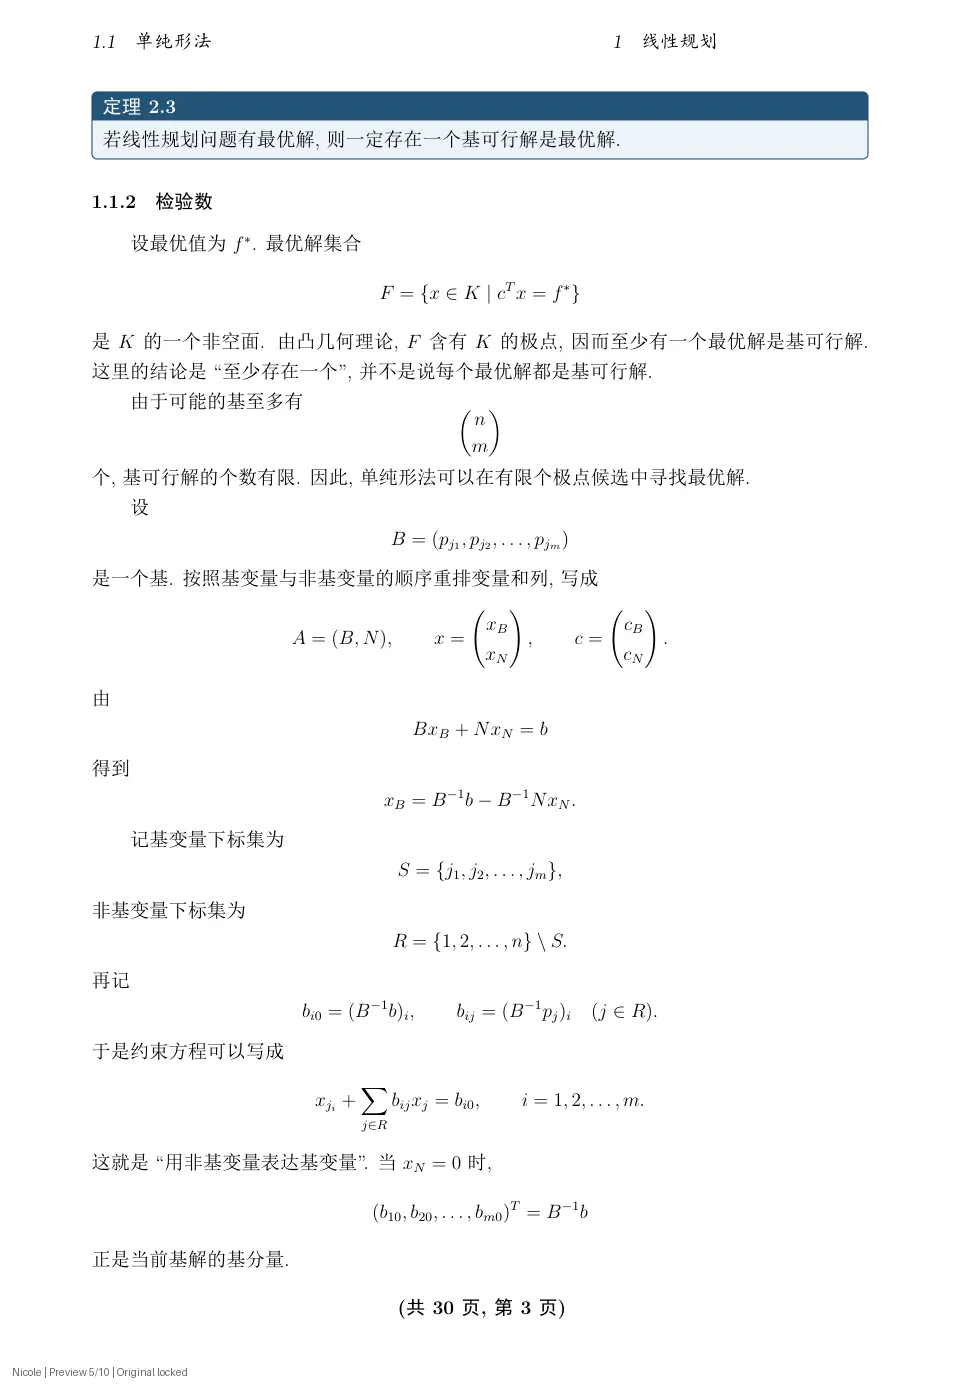 1.1 单纯形法 1 线性规划
定理 2.3
若线性规划问题有最优解, 则一定存在一个基可行解是最优解.
1.1.2 检验数
设最优值为 f*. 最优解集合
F = {x ∈ K | c^T x = f*}
是 K 的一个非空面. 由凸几何理论, F 含有 K 的极点, 因而至少有一个最优解是基可行解.
这里的结论是 “至少存在一个”, 并不是说每个最优解都是基可行解.
由于可能的基至多有
(n
m)
个, 基可行解的个数有限. 因此, 单纯形法可以在有限个极点候选中寻找最优解.
设
B = (p_{j_1}, p_{j_2}, . . . , p_{j_m})
是一个基. 按照基变量与非基变量的顺序重排变量和列, 写成
A = (B, N), x = (x_B x_N), c = (c_B c_N).
由
Bx_B + Nx_N = b
得到
x_B = B^{−1}b − B^{−1}Nx_N.
记基变量下标集为
S = {j_1, j_2, . . . , j_m},
非基变量下标集为
R = {1, 2, . . . , n} \ S.
再记
b_{i0} = (B^{−1}b)_i, b_{ij} = (B^{−1}p_j)_i (j ∈ R).
于是约束方程可以写成
x_{j_i} + ∑_{j∈R} b_{ij}x_j = b_{i0}, i = 1, 2, . . . , m.
这就是 “用非基变量表达基变量”. 当 x_N = 0 时,
(b_{10}, b_{20}, . . . , b_{m0})^T = B^{−1}b
正是当前基解的基分量.
(共 30 页, 第 3 页)
Nicole | Preview 5/10 | Original locked